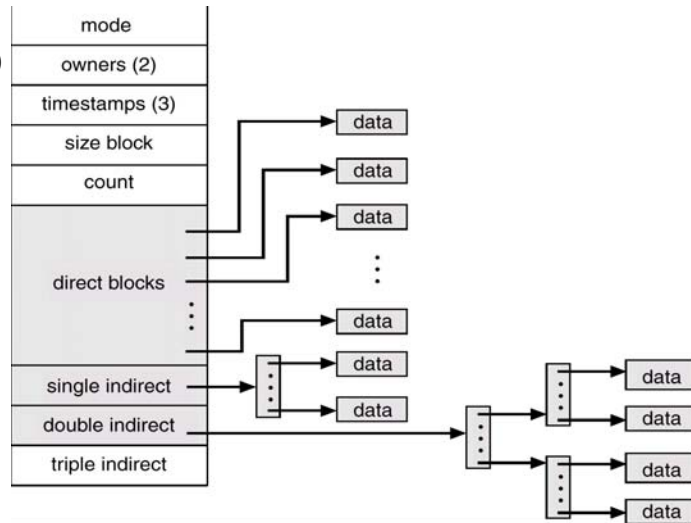 mode
owners (2)
timestamps (3)
size block
count
direct blocks
single indirect
double indirect
triple indirect
data
data
data
data
data
data
data
data
data
data
)